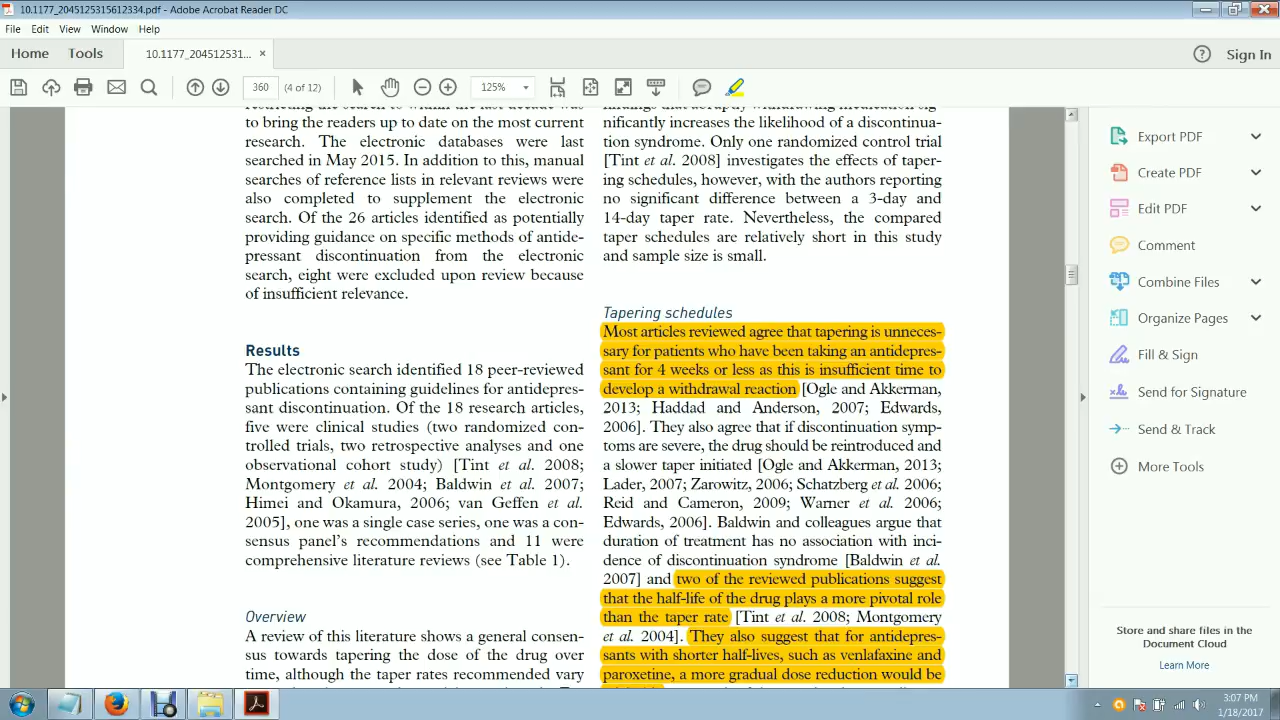 10.1177_2045125315612334.pdf - Adobe Acrobat Reader DC
File Edit View Window Help
Home Tools 10.1177_204512531... × ? Sign In
360 (4 of 12) 125%
restricting the search to within the last decade was
to bring the readers up to date on the most current
research. The electronic databases were last
searched in May 2015. In addition to this, manual
searches of reference lists in relevant reviews were
also completed to supplement the electronic
search. Of the 26 articles identified as potentially
providing guidance on specific methods of antide-
pressant discontinuation from the electronic
search, eight were excluded upon review because
of insufficient relevance.
Results
The electronic search identified 18 peer-reviewed
publications containing guidelines for antidepres-
sant discontinuation. Of the 18 research articles,
five were clinical studies (two randomized con-
trolled trials, two retrospective analyses and one
observational cohort study) [Tint et al. 2008;
Montgomery et al. 2004; Baldwin et al. 2007;
Himei and Okamura, 2006; van Geffen et al.
2005], one was a single case series, one was a con-
sensus panel's recommendations and 11 were
comprehensive literature reviews (see Table 1).
Overview
A review of this literature shows a general consen-
sus towards tapering the dose of the drug over
time, although the taper rates recommended vary
findings that abruptly withdrawing medication sig-
nificantly increases the likelihood of a discontinua-
tion syndrome. Only one randomized control trial
[Tint et al. 2008] investigates the effects of taper-
ing schedules, however, with the authors reporting
no significant difference between a 3-day and
14-day taper rate. Nevertheless, the compared
taper schedules are relatively short in this study
and sample size is small.
Tapering schedules
Most articles reviewed agree that tapering is unneces-
sary for patients who have been taking an antidepres-
sant for 4 weeks or less as this is insufficient time to
develop a withdrawal reaction [Ogle and Akkerman,
2013; Haddad and Anderson, 2007; Edwards,
2006]. They also agree that if discontinuation symp-
toms are severe, the drug should be reintroduced and
a slower taper initiated [Ogle and Akkerman, 2013;
Lader, 2007; Zarowitz, 2006; Schatzberg et al. 2006;
Reid and Cameron, 2009; Warner et al. 2006;
Edwards, 2006]. Baldwin and colleagues argue that
duration of treatment has no association with inci-
dence of discontinuation syndrome [Baldwin et al.
2007] and two of the reviewed publications suggest
that the half-life of the drug plays a more pivotal role
than the taper rate [Tint et al. 2008; Montgomery
et al. 2004]. They also suggest that for antidepres-
sants with shorter half-lives, such as venlafaxine and
paroxetine, a more gradual dose reduction would be
Export PDF
Create PDF
Edit PDF
Comment
Combine Files
Organize Pages
Fill & Sign
Send for Signature
Send & Track
More Tools
Store and share files in the
Document Cloud
Learn More
3:07 PM
1/18/2017